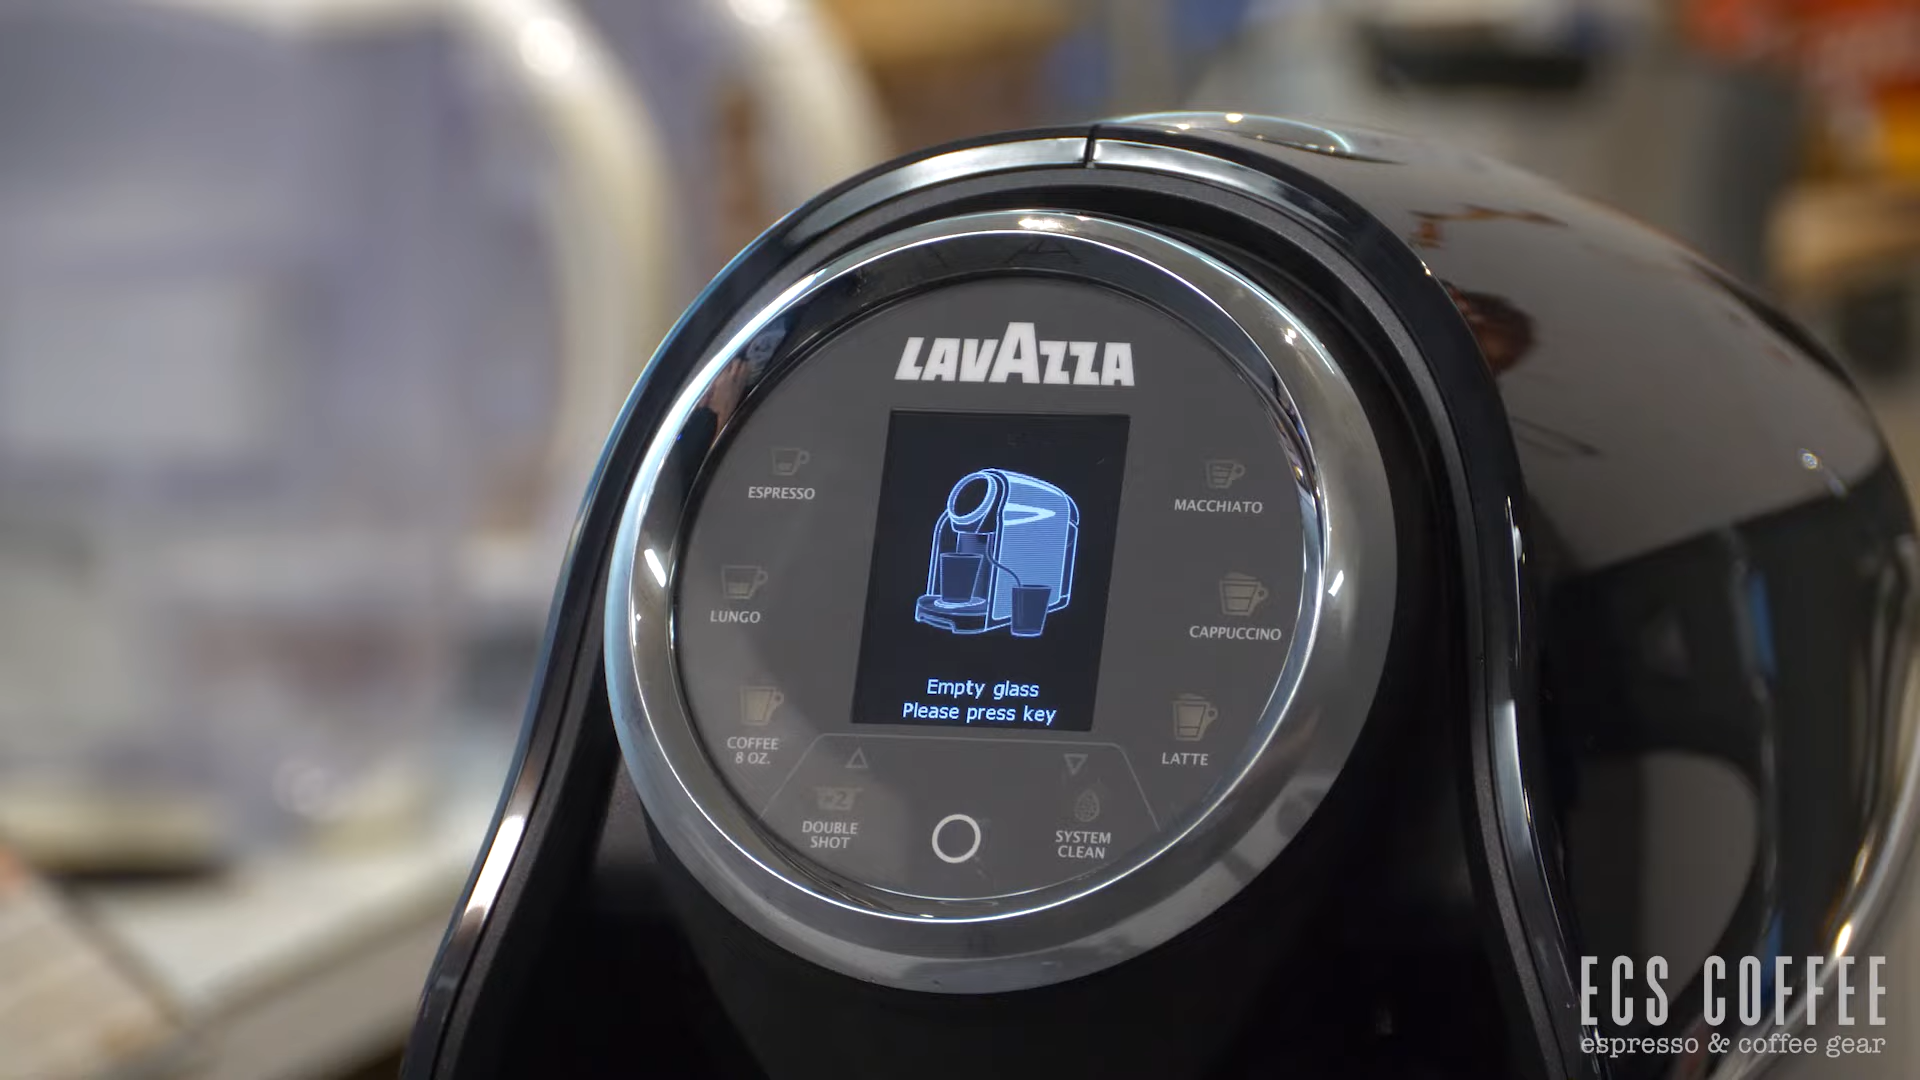 LAVAZZA
ESPRESSO
MACCHIATO
LUNGO
CAPPUCCINO
Empty glass
Please press key
COFFEE
8 OZ.
LATTE
x2
DOUBLE
SHOT
SYSTEM
CLEAN
ECS COFFEE
espresso & coffee gear